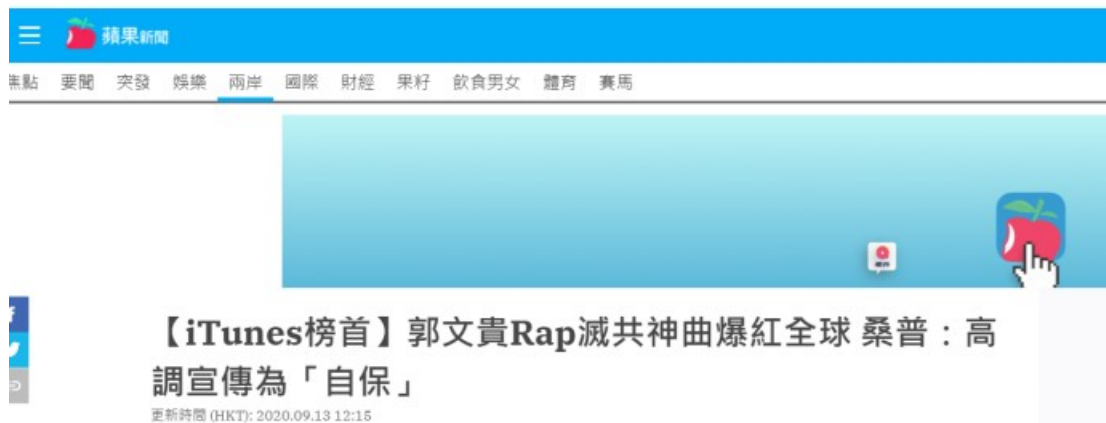 蘋果新聞
焦點 要聞 突發 娛樂 兩岸 國際 財經 果籽 飲食男女 體育 賽馬
【iTunes榜首】郭文貴Rap滅共神曲爆紅全球 桑普：高
調宣傳為「自保」
更新時間 (HKT): 2020.09.13 12:15